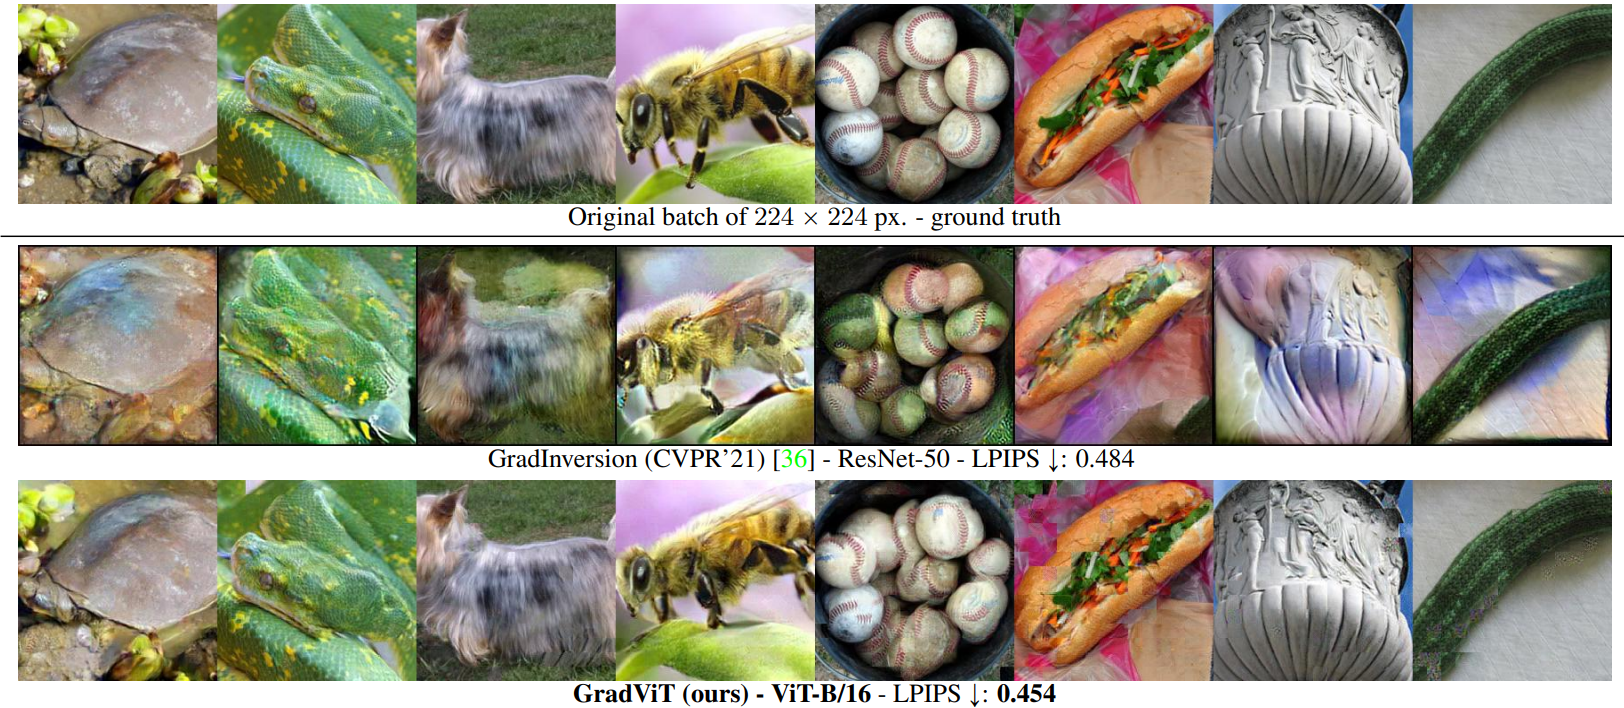 Original batch of 224 × 224 px. - ground truth
GradInversion (CVPR'21) [36] - ResNet-50 - LPIPS ↓: 0.484
GradViT (ours) - ViT-B/16 - LPIPS ↓: 0.454